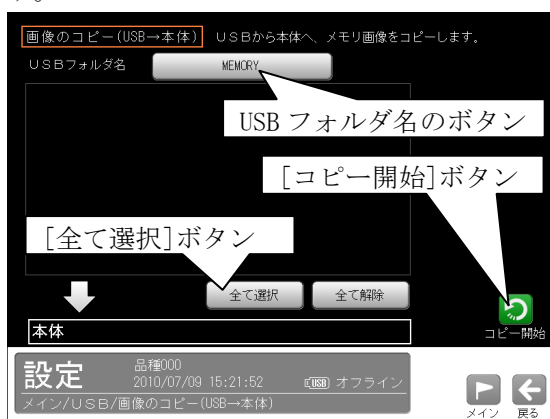 画像のコピー(USB→本体) USBから本体へ、メモリ画像をコピーします。
USBフォルダ名 MEMORY
USB フォルダ名のボタン
[コピー開始]ボタン
[全て選択]ボタン
全て選択 全て解除
本体
コピー開始
設定 品種000
2010/07/09 15:21:52 USB オフライン
メイン/USB/画像のコピー(USB→本体)
メイン 戻る